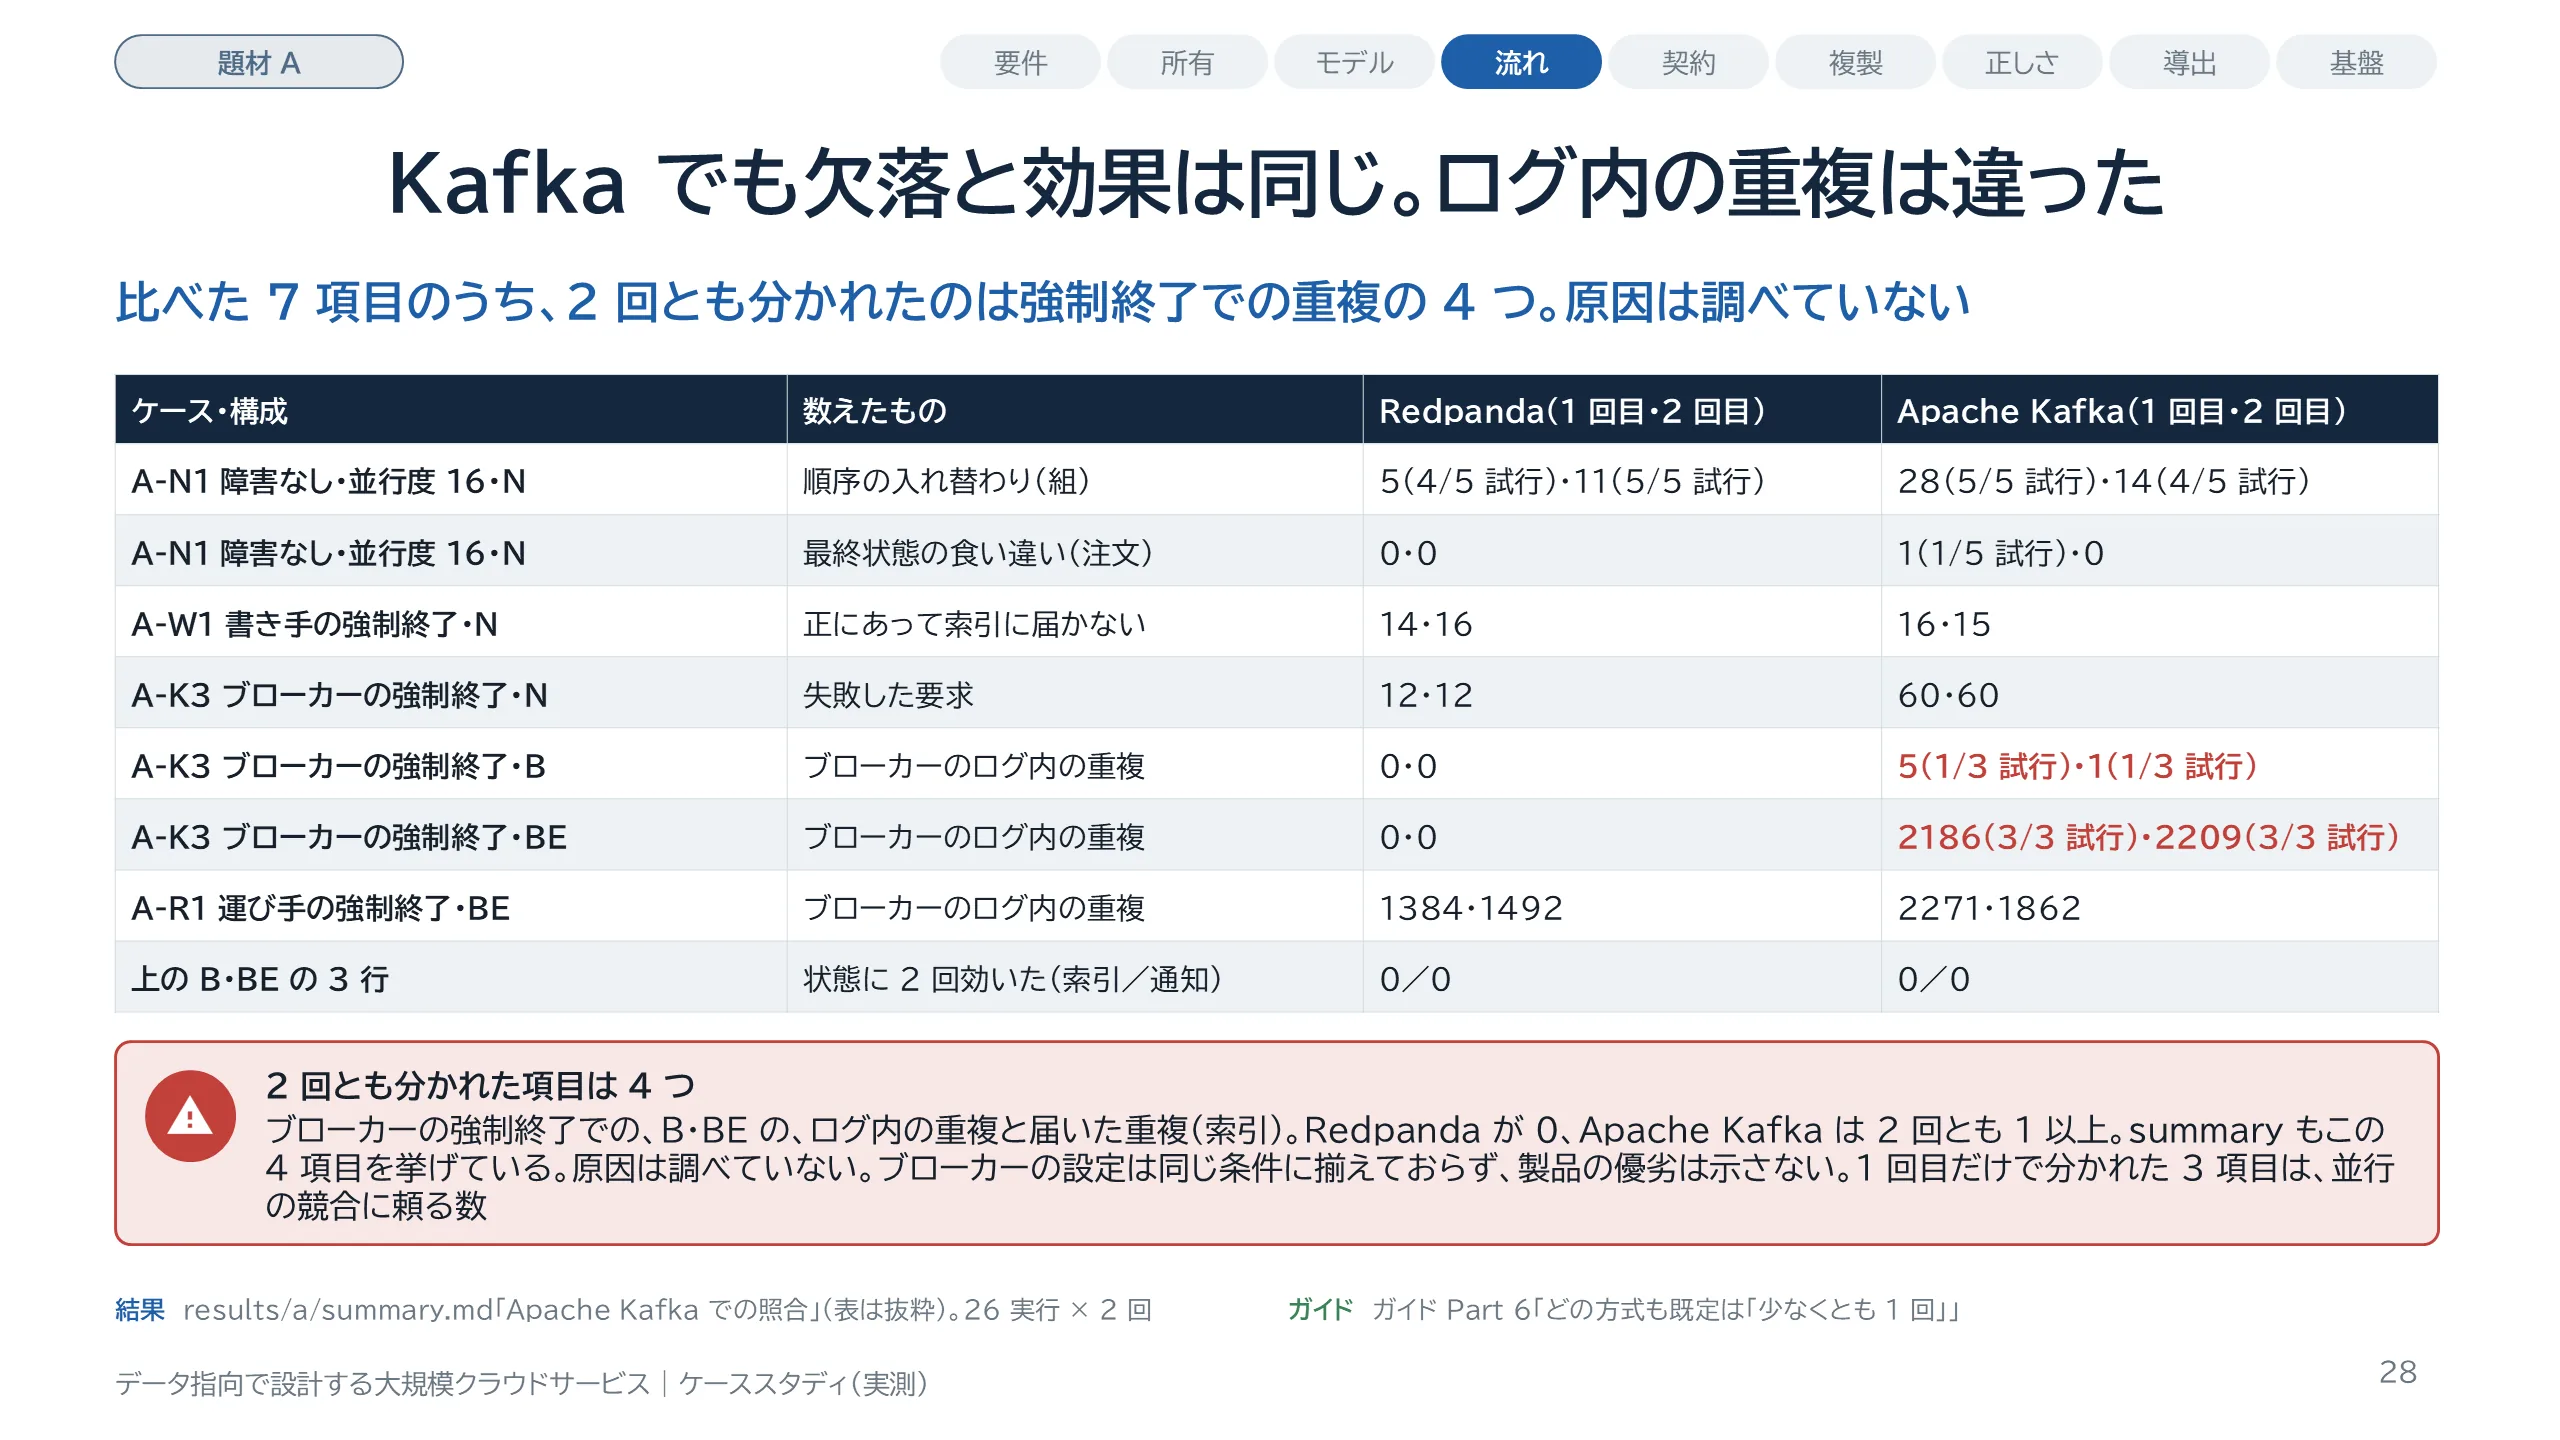 題材 A
要件 所有 モデル 流れ 契約 複製 正しさ 導出 基盤
Kafka でも欠落と効果は同じ。ログ内の重複は違った
比べた 7 項目のうち、2 回とも分かれたのは強制終了での重複の 4 つ。原因は調べていない
ケース・構成 数えたもの Redpanda(1 回目・2 回目) Apache Kafka(1 回目・2 回目)
A-N1 障害なし・並行度 16・N 順序の入れ替わり(組) 5(4/5 試行)・11(5/5 試行) 28(5/5 試行)・14(4/5 試行)
A-N1 障害なし・並行度 16・N 最終状態の食い違い(注文) 0・0 1(1/5 試行)・0
A-W1 書き手の強制終了・N 正にあって索引に届かない 14・16 16・15
A-K3 ブローカーの強制終了・N 失敗した要求 12・12 60・60
A-K3 ブローカーの強制終了・B ブローカーのログ内の重複 0・0 5(1/3 試行)・1(1/3 試行)
A-K3 ブローカーの強制終了・BE ブローカーのログ内の重複 0・0 2186(3/3 試行)・2209(3/3 試行)
A-R1 運び手の強制終了・BE ブローカーのログ内の重複 1384・1492 2271・1862
上の B・BE の 3 行 状態に 2 回効いた(索引／通知) 0／0 0／0
2 回とも分かれた項目は 4 つ
ブローカーの強制終了での、B・BE の、ログ内の重複と届いた重複(索引)。Redpanda が 0、Apache Kafka は 2 回とも 1 以上。summary もこの
4 項目を挙げている。原因は調べていない。ブローカーの設定は同じ条件に揃えておらず、製品の優劣は示さない。1 回目だけで分かれた 3 項目は、並行
の競合に頼る数
結果 results/a/summary.md「Apache Kafka での照合」(表は抜粋)。26 実行 × 2 回 ガイド ガイド Part 6「どの方式も既定は「少なくとも 1 回」」
データ指向で設計する大規模クラウドサービス｜ケーススタディ(実測)
28